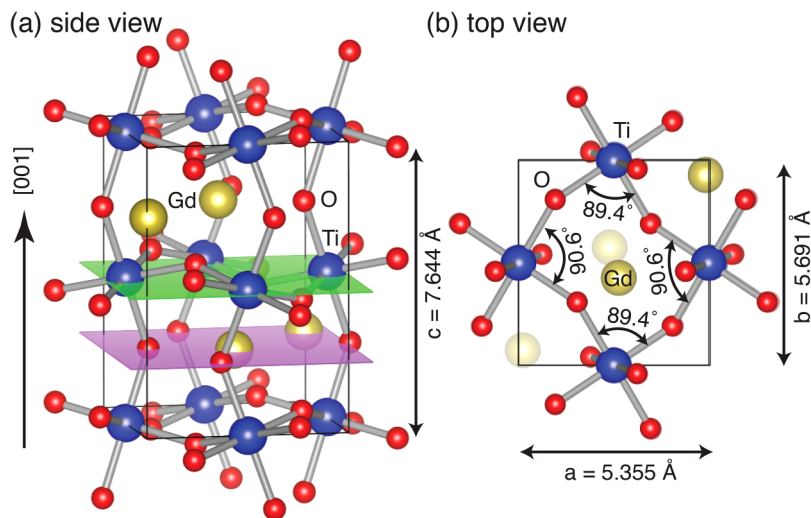 (a) side view
[001]
Gd
O
Ti
c = 7.644 Å
(b) top view
Ti
O
89.4°
90.6°
90.6°
Gd
89.4°
b = 5.691 Å
a = 5.355 Å